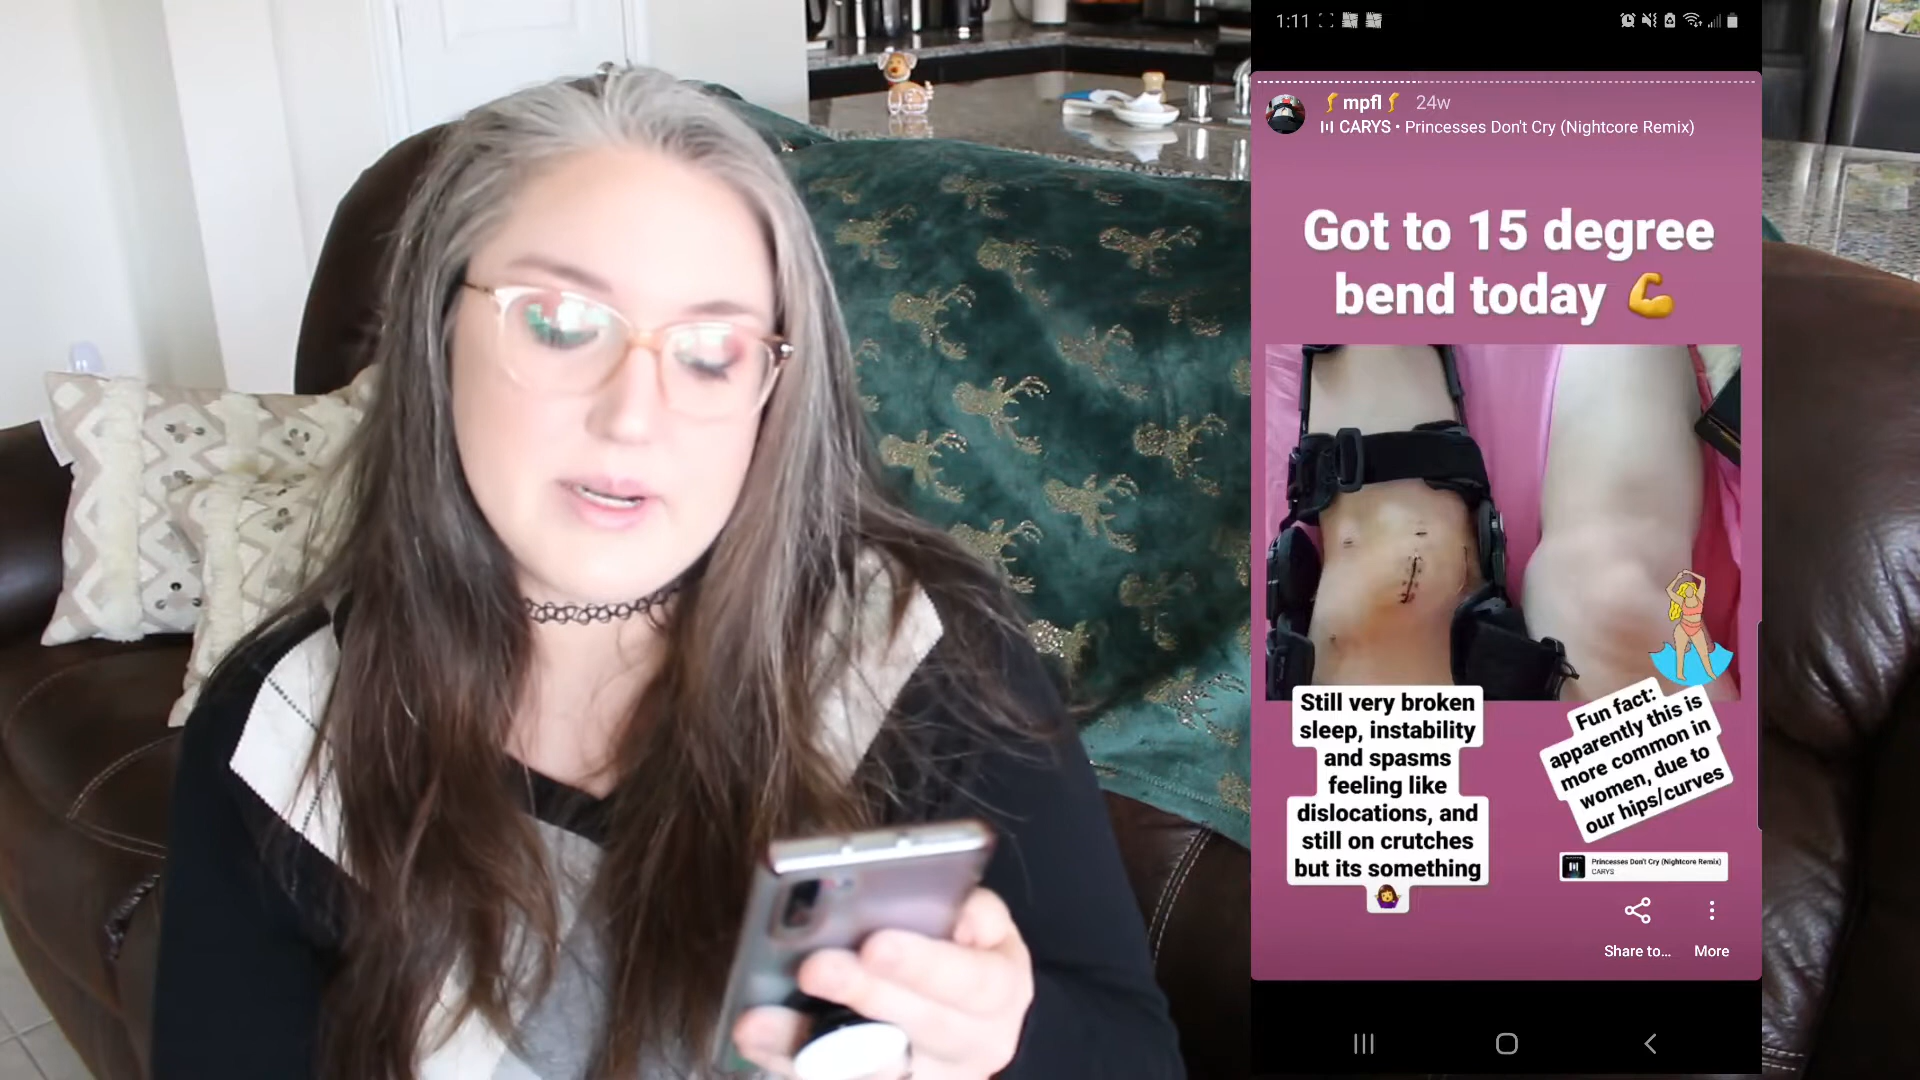 1:11
mpfl 24w
CARYS • Princesses Don't Cry (Nightcore Remix)
Got to 15 degree
bend today
Still very broken
sleep, instability
and spasms
feeling like
dislocations, and
still on crutches
but its something
Fun fact:
apparently this is
more common in
women, due to
our hips/curves
Princesses Don't Cry (Nightcore Remix)
CARYS
Share to...
More